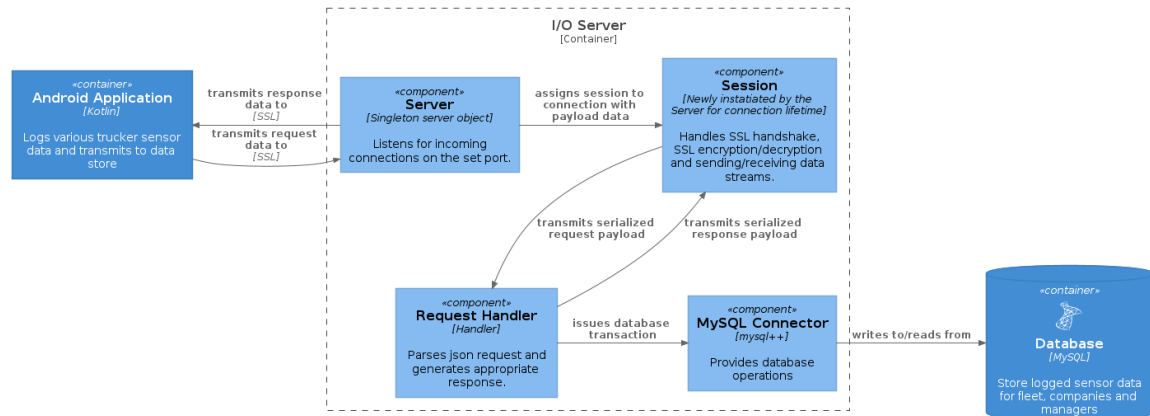 I/O Server
[Container]
«container»
Android Application
[Kotlin]
Logs various trucker sensor
data and transmits to data
store
transmits response
data to
[SSL]
transmits request
data to
[SSL]
«component»
Server
[Singleton server object]
Listens for incoming
connections on the set port.
assigns session to
connection with
payload data
«component»
Session
[Newly instatiated by the
Server for connection lifetime]
Handles SSL handshake,
SSL encryption/decryption
and sending/receiving data
streams.
transmits serialized
request payload
transmits serialized
response payload
«component»
Request Handler
[Handler]
Parses json request and
generates appropriate
response.
issues database
transaction
«component»
MySQL Connector
[mysql++]
Provides database
operations
writes to/reads from
«container»
Database
[MySQL]
Store logged sensor data
for fleet, companies and
managers